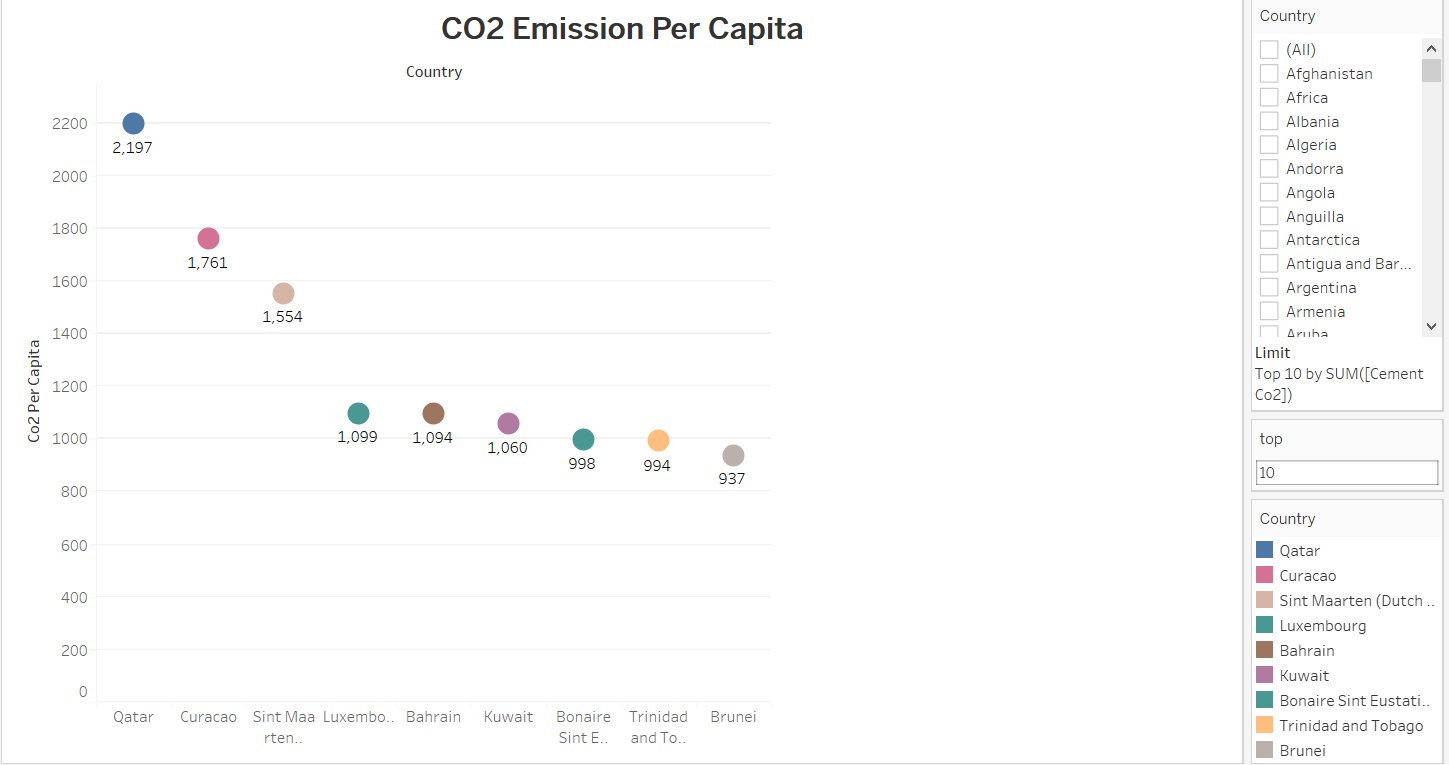 CO2 Emission Per Capita
Country
Co2 Per Capita
2200
2000
1800
1600
1400
1200
1000
800
600
400
200
0
2,197
1,761
1,554
1,099
1,094
1,060
998
994
937
Qatar
Curacao
Sint Maa
rten..
Luxembo..
Bahrain
Kuwait
Bonaire
Sint E..
Trinidad
and To..
Brunei
Country
(All)
Afghanistan
Africa
Albania
Algeria
Andorra
Angola
Anguilla
Antarctica
Antigua and Bar...
Argentina
Armenia
Aruba
Limit
Top 10 by SUM([Cement
Co2])
top
10
Country
Qatar
Curacao
Sint Maarten (Dutch ..
Luxembourg
Bahrain
Kuwait
Bonaire Sint Eustati..
Trinidad and Tobago
Brunei